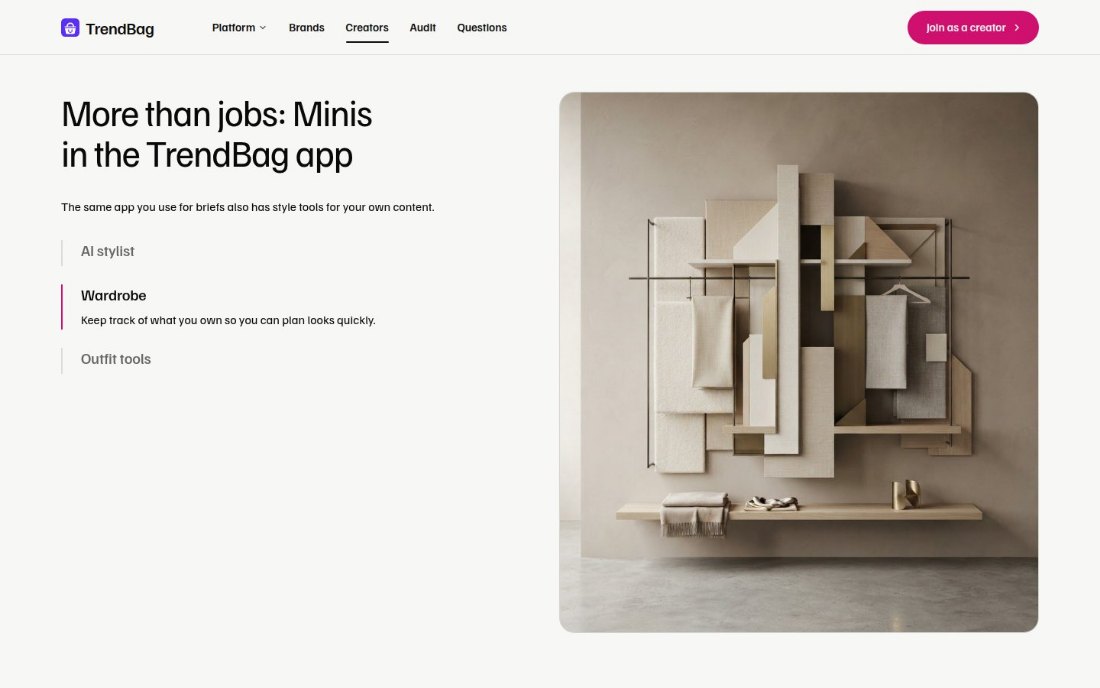 TrendBag
Platform
Brands
Creators
Audit
Questions
Join as a creator
More than jobs: Minis
in the TrendBag app
The same app you use for briefs also has style tools for your own content.
AI stylist
Wardrobe
Keep track of what you own so you can plan looks quickly.
Outfit tools